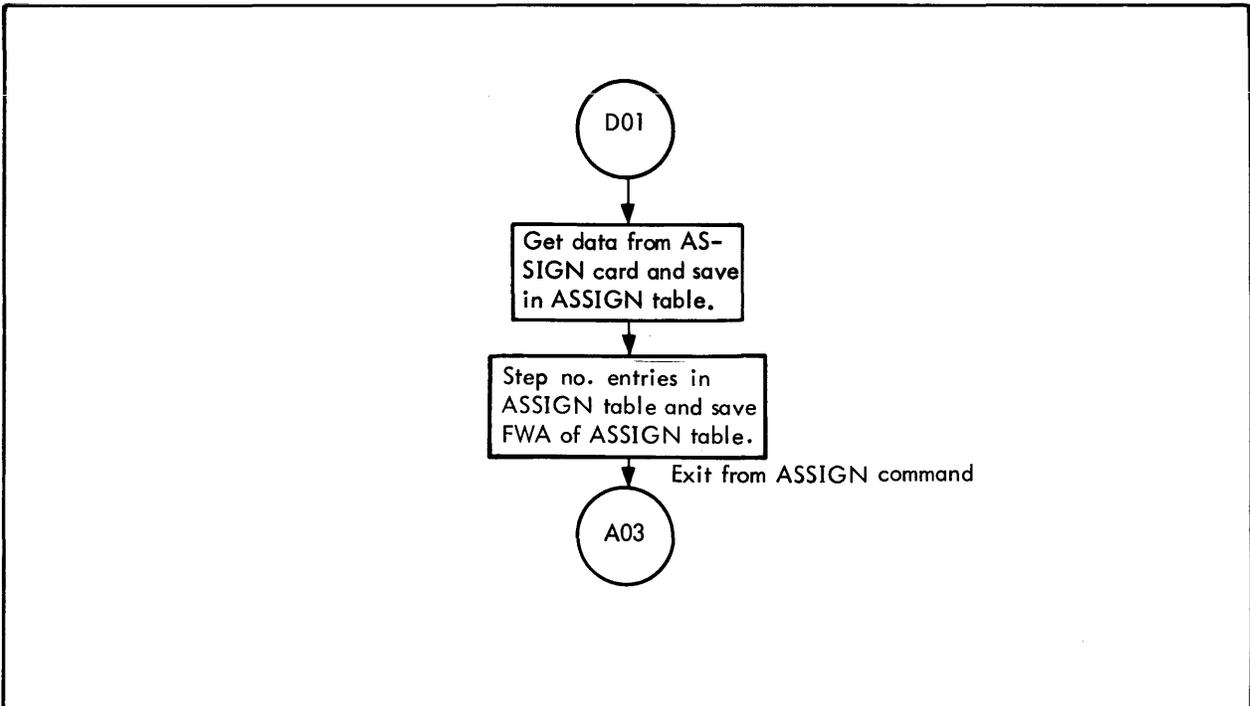 D01
Get data from AS-
SIGN card and save
in ASSIGN table.
Step no. entries in
ASSIGN table and save
FWA of ASSIGN table.
Exit from ASSIGN command
A03